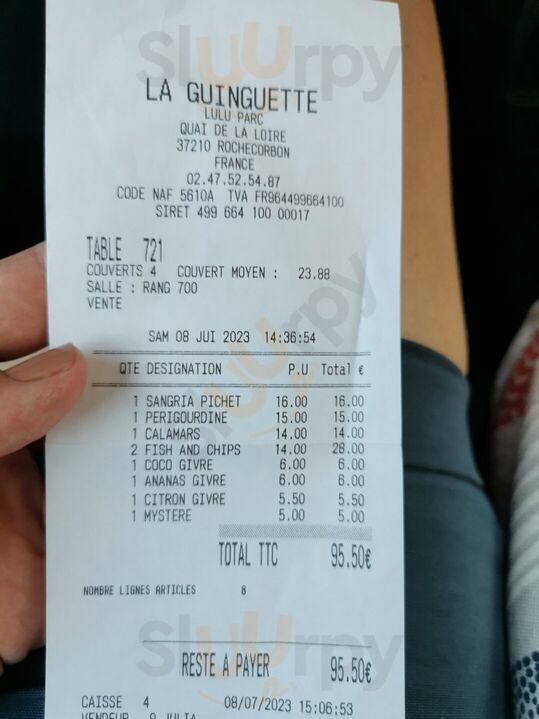 Sluurpy
LA GUINGUETTE
LULU PARC
QUAI DE LA LOIRE
37210 ROCHECORBON
FRANCE
02.47.52.54.87
CODE NAF 5610A TVA FR964499664100
SIRET 499 664 100 00017
TABLE 721
COUVERTS 4 COUVERT MOYEN : 23.88
SALLE : RANG 700
VENTE
SAM 08 JUI 2023 14:36:54
QTE DESIGNATION P.U Total €
1 SANGRIA PICHET 16.00 16.00
1 PERIGOURDINE 15.00 15.00
1 CALAMARS 14.00 14.00
2 FISH AND CHIPS 14.00 28.00
1 COCO GIVRE 6.00 6.00
1 ANANAS GIVRE 6.00 6.00
1 CITRON GIVRE 5.50 5.50
1 MYSTERE 5.00 5.00
TOTAL TTC 95.50€
NOMBRE LIGNES ARTICLES 8
Sluurpy
RESTE A PAYER 95.50€
CAISSE 4 08/07/2023 15:06:53
VENDEUR 9 JULIA